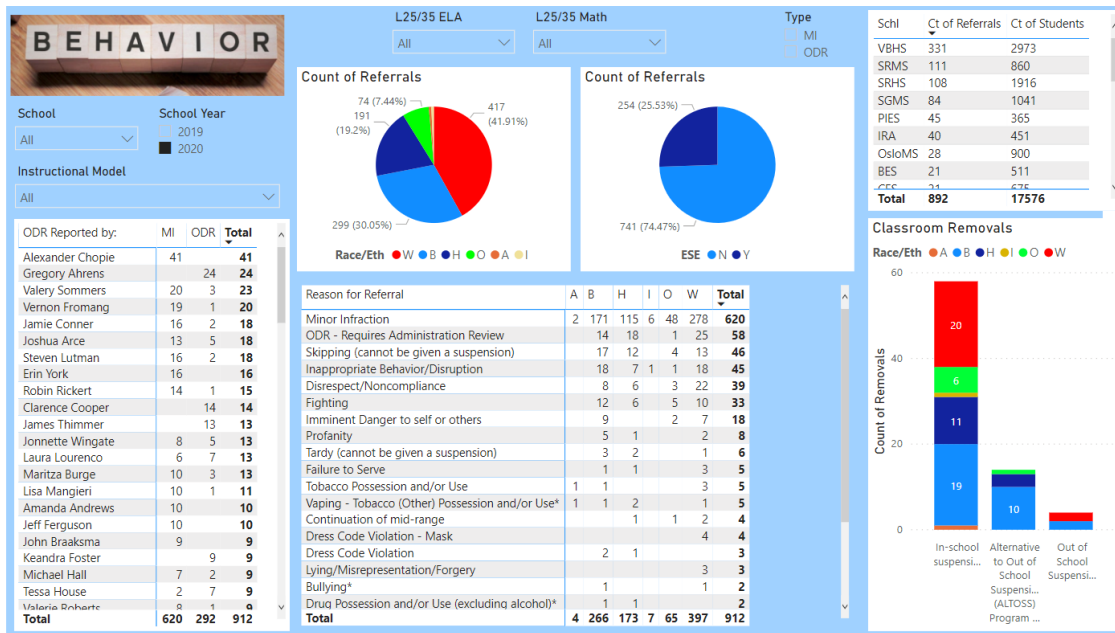 BEHAVIOR
L25/35 ELA
All
L25/35 Math
All
Type
MI
ODR
School
All
School Year
2019
2020
Instructional Model
All
Count of Referrals
74 (7.44%)
191
(19.2%)
417
(41.91%)
299 (30.05%)
Race/Eth W B H O A I
Count of Referrals
254 (25.53%)
741 (74.47%)
ESE N Y
Schl Ct of Referrals Ct of Students
VBHS 331 2973
SRMS 111 860
SRHS 108 1916
SGMS 84 1041
PIES 45 365
IRA 40 451
OsloMS 28 900
BES 21 511
Total 892 17576
ODR Reported by: MI ODR Total
Alexander Chopie 41 41
Gregory Ahrens 24 24
Valery Sommers 20 3 23
Vernon Fromang 19 1 20
Jamie Conner 16 2 18
Joshua Arce 13 5 18
Steven Lutman 16 2 18
Erin York 16 16
Robin Rickert 14 1 15
Clarence Cooper 14 14
James Thimmer 13 13
Jonnette Wingate 8 5 13
Laura Lourenco 6 7 13
Maritza Burge 10 3 13
Lisa Mangieri 10 1 11
Amanda Andrews 10 10
Jeff Ferguson 10 10
John Braaksma 9 9
Keandra Foster 9 9
Michael Hall 7 2 9
Tessa House 2 7 9
Valerie Roberts 8 1 9
Total 620 292 912
Reason for Referral A B H I O W Total
Minor Infraction 2 171 115 6 48 278 620
ODR - Requires Administration Review 14 18 1 25 58
Skipping (cannot be given a suspension) 17 12 4 13 46
Inappropriate Behavior/Disruption 18 7 1 1 18 45
Disrespect/Noncompliance 8 6 3 22 39
Fighting 12 6 5 10 33
Imminent Danger to self or others 9 2 7 18
Profanity 5 1 2 8
Tardy (cannot be given a suspension) 3 2 1 6
Failure to Serve 1 1 3 5
Tobacco Possession and/or Use 1 1 3 5
Vaping - Tobacco (Other) Possession and/or Use* 1 1 2 1 5
Continuation of mid-range 1 1 2 4
Dress Code Violation - Mask 4 4
Dress Code Violation 2 1 3
Lying/Misrepresentation/Forgery 3 3
Bullying* 1 1 2
Drug Possession and/or Use (excluding alcohol)* 1 1 2
Total 4 266 173 7 65 397 912
Classroom Removals
Race/Eth A B H I O W
Count of Removals
60
40
20
0
20
6
11
19
10
In-school
suspensi...
Alternative
to Out of
School
Suspensi...
(ALTOSS)
Program ...
Out of
School
Suspensi...